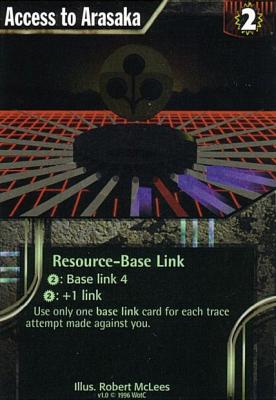 Access to Arasaka
2
Resource-Base Link
2: Base link 4
2: +1 link
Use only one base link card for each trace
attempt made against you.
Illus. Robert McLees
v1.0 © 1996 WotC